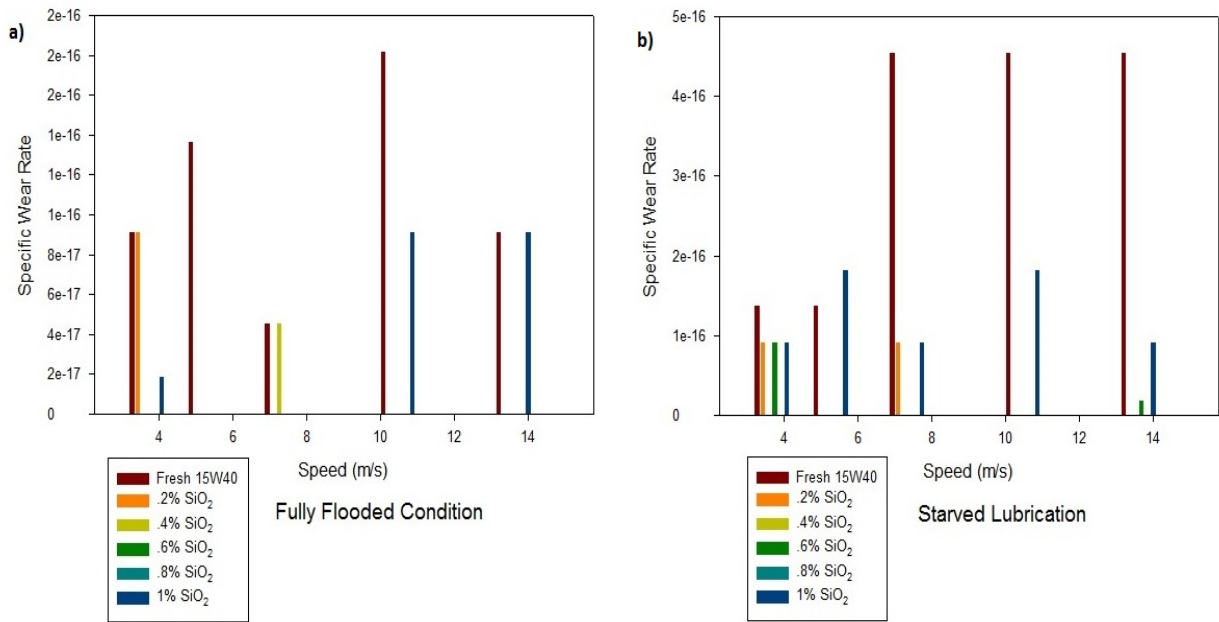 a)
Specific Wear Rate
2e-16
2e-16
2e-16
1e-16
1e-16
1e-16
8e-17
6e-17
4e-17
2e-17
0
4 6 8 10 12 14
Speed (m/s)
Fully Flooded Condition
Fresh 15W40
.2% SiO₂
.4% SiO₂
.6% SiO₂
.8% SiO₂
1% SiO₂
b)
Specific Wear Rate
5e-16
4e-16
3e-16
2e-16
1e-16
0
4 6 8 10 12 14
Speed (m/s)
Starved Lubrication
Fresh 15W40
.2% SiO₂
.4% SiO₂
.6% SiO₂
.8% SiO₂
1% SiO₂